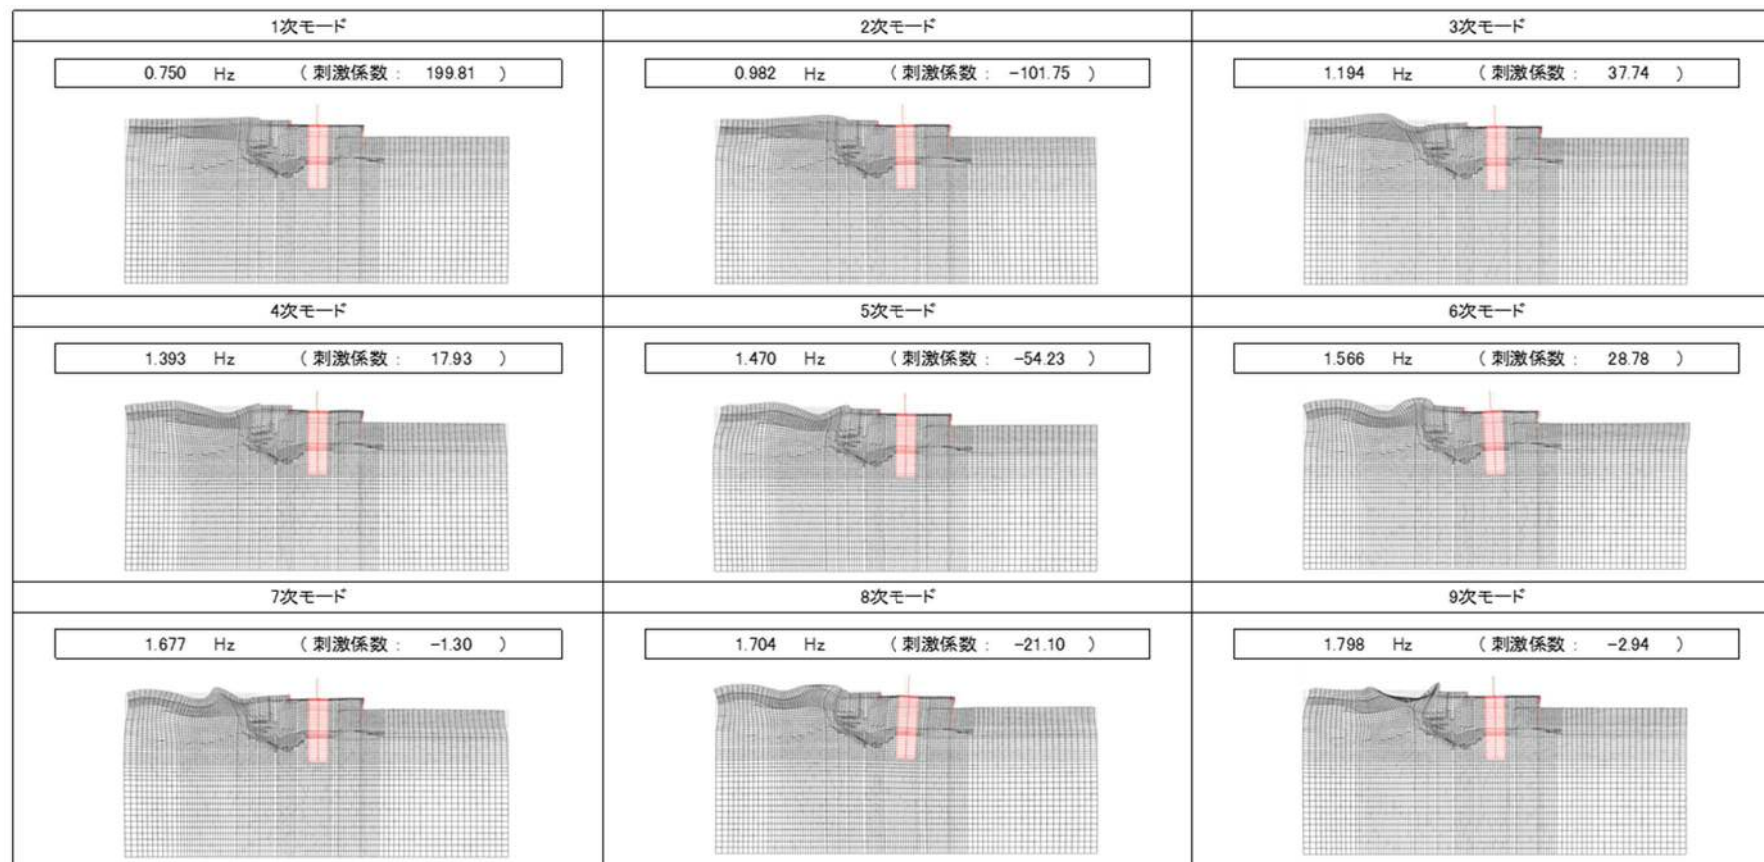 1次モード
2次モード
3次モード
0.750 Hz （刺激係数： 199.81 ）
0.982 Hz （刺激係数： -101.75 ）
1.194 Hz （刺激係数： 37.74 ）
4次モード
5次モード
6次モード
1.393 Hz （刺激係数： 17.93 ）
1.470 Hz （刺激係数： -54.23 ）
1.566 Hz （刺激係数： 28.78 ）
7次モード
8次モード
9次モード
1.677 Hz （刺激係数： -1.30 ）
1.704 Hz （刺激係数： -21.10 ）
1.798 Hz （刺激係数： -2.94 ）